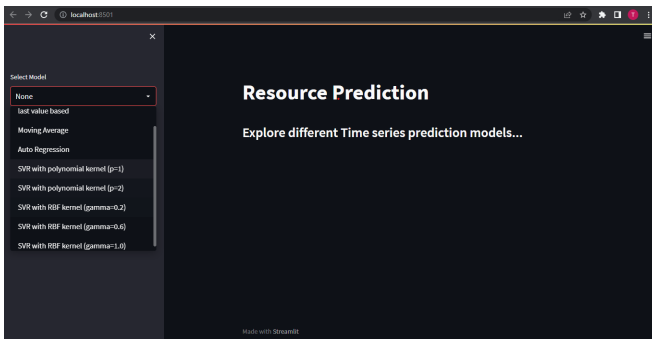 localhost:8501
Select Model
None
last value based
Moving Average
Auto Regression
SVR with polynomial kernel (p=1)
SVR with polynomial kernel (p=2)
SVR with RBF kernel (gamma=0.2)
SVR with RBF kernel (gamma=0.6)
SVR with RBF kernel (gamma=1.0)
Resource Prediction
Explore different Time series prediction models...
Made with Streamlit